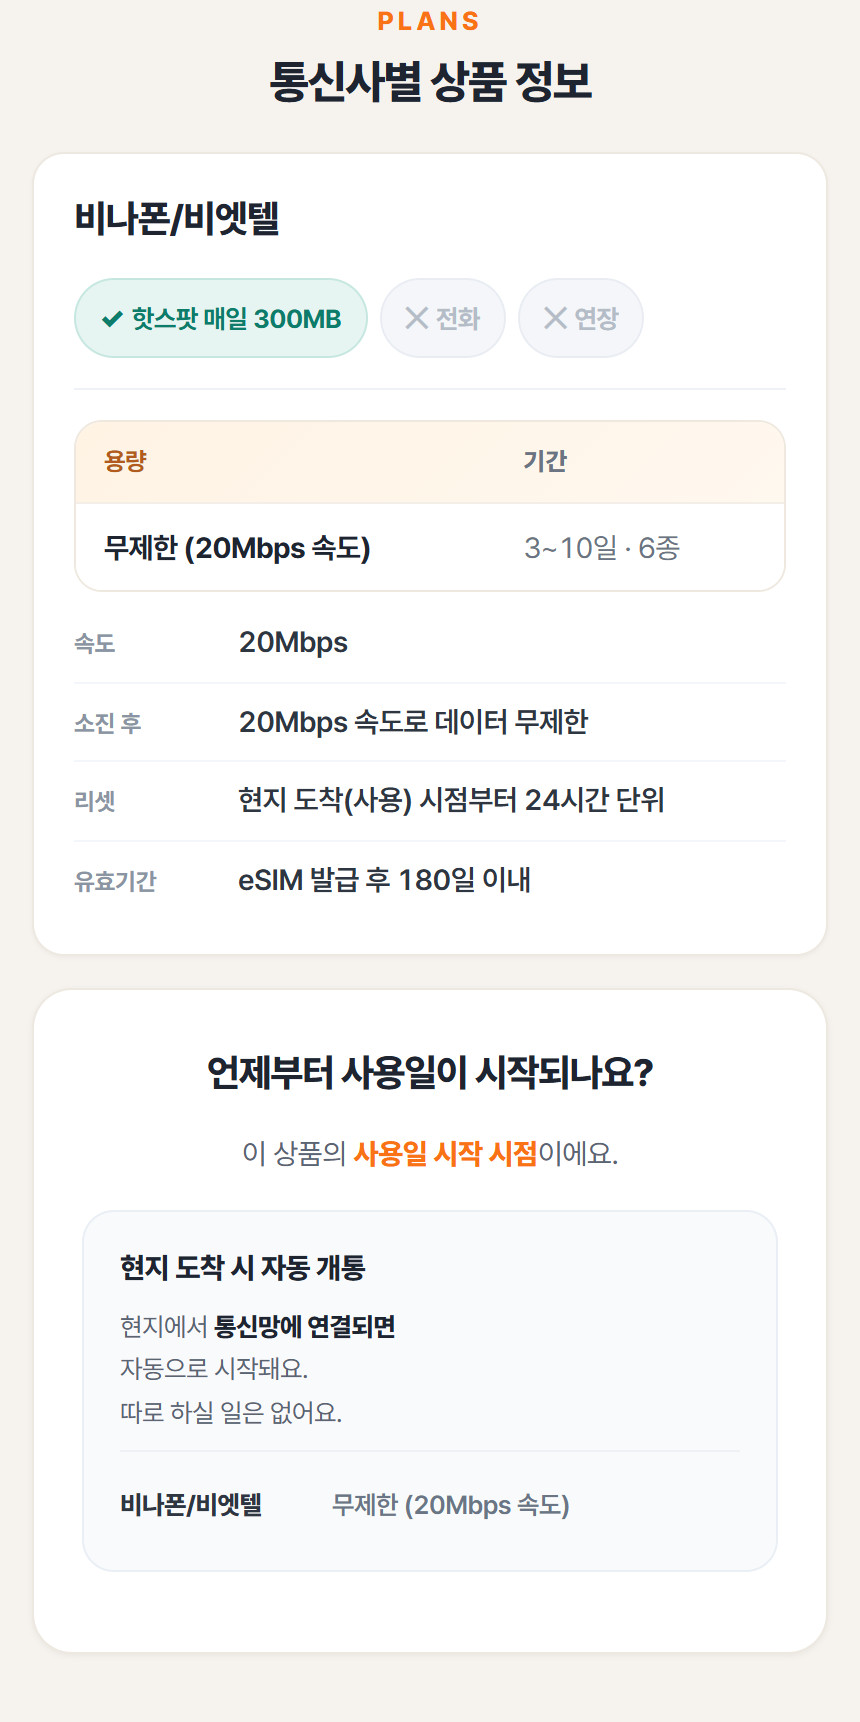 PLANS
통신사별 상품 정보
비나폰/비엣텔
✓ 핫스팟 매일 300MB ✕ 전화 ✕ 연장
용량 기간
무제한 (20Mbps 속도) 3~10일 · 6종
속도 20Mbps
소진 후 20Mbps 속도로 데이터 무제한
리셋 현지 도착(사용) 시점부터 24시간 단위
유효기간 eSIM 발급 후 180일 이내
언제부터 사용일이 시작되나요?
이 상품의 사용일 시작 시점이에요.
현지 도착 시 자동 개통
현지에서 통신망에 연결되면
자동으로 시작돼요.
따로 하실 일은 없어요.
비나폰/비엣텔 무제한 (20Mbps 속도)